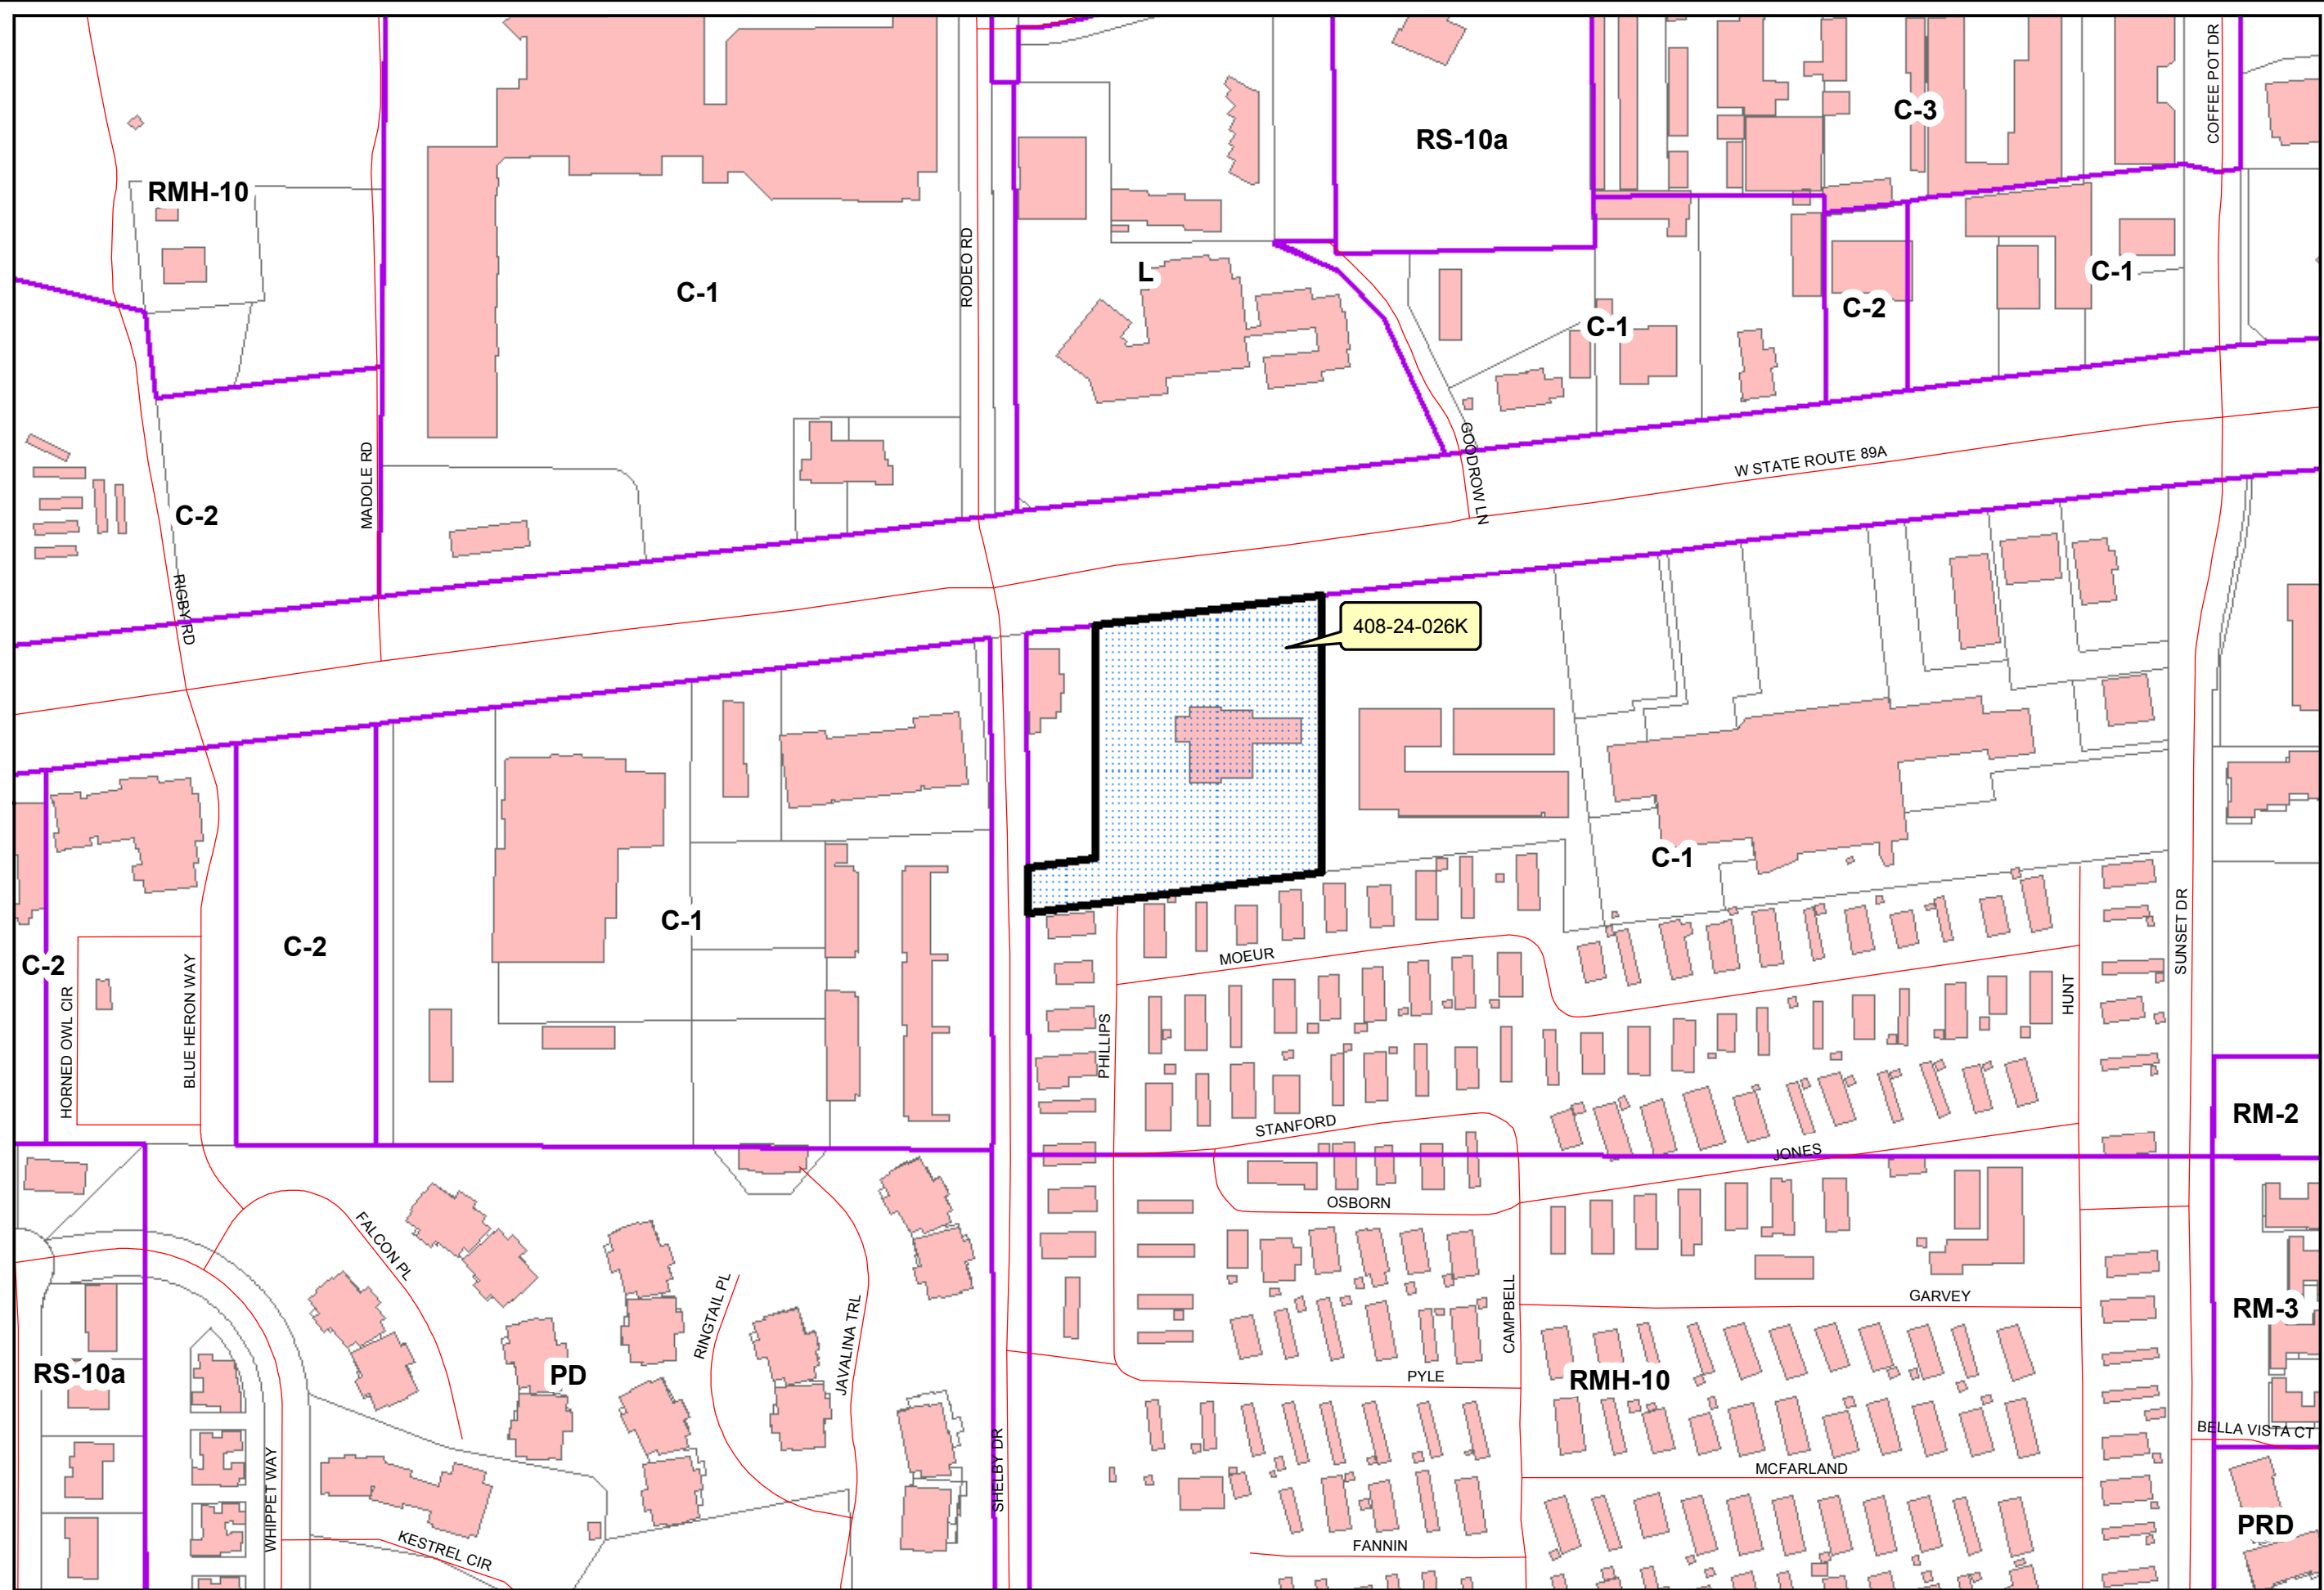 COFFEE POT DR
C-3
RS-10a
RMH-10
RODEO RD
L
C-1
C-1
C-2
C-1
MADOLE RD
GOODROW LN
W STATE ROUTE 89A
C-2
RIGBY RD
408-24-026K
C-1
C-1
C-2
C-2
SUNSET DR
MOEUR
HUNT
HORNED OWL CIR
BLUE HERON WAY
PHILLIPS
STANFORD
RM-2
JONES
OSBORN
FALCON PL
RINGTAIL PL
JAVALINA TRL
CAMPBELL
GARVEY
RM-3
RS-10a
PD
PYLE
RMH-10
BELLA VISTA CT
SHELBY DR
MCFARLAND
WHIPPET WAY
KESTREL CIR
FANNIN
PRD